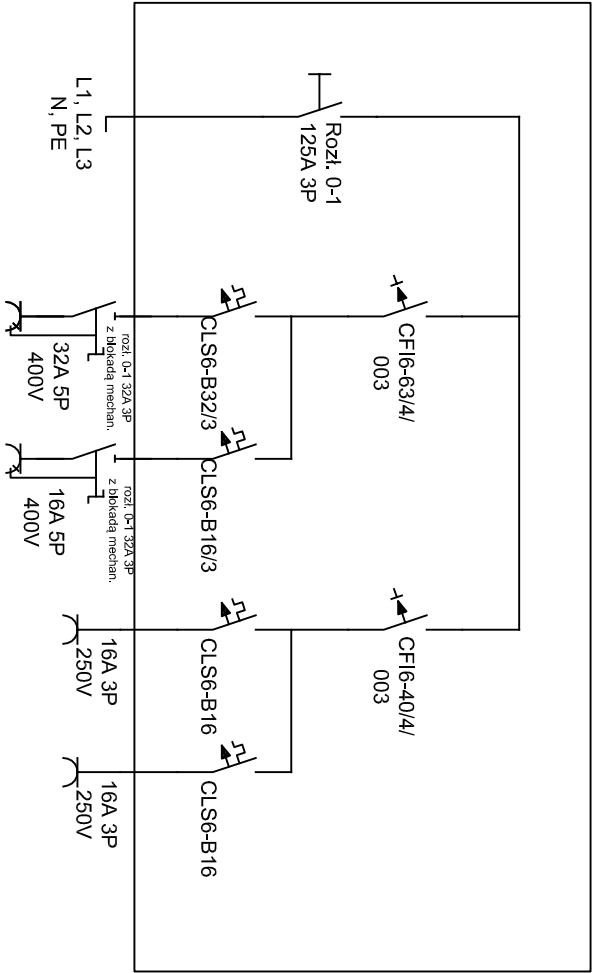 L1, L2, L3
N, PE
Rozł. 0-1
125A 3P
CFI6-63/4/
003
CLS6-B32/3
rozł. 0-1 32A 3P
z blokadą mechan.
32A 5P
400V
CLS6-B16/3
rozł. 0-1 32A 3P
z blokadą mechan.
16A 5P
400V
CFI6-40/4/
003
CLS6-B16
16A 3P
250V
CLS6-B16
16A 3P
250V